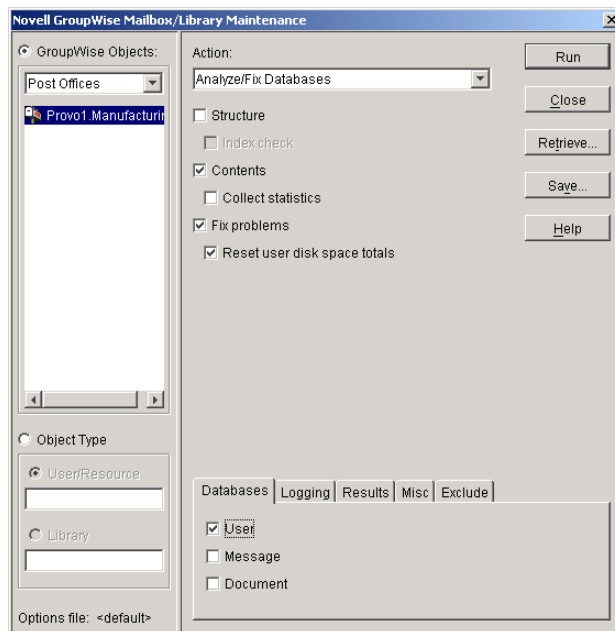 Novell GroupWise Mailbox/Library Maintenance
GroupWise Objects:
Post Offices
Provo1.Manufacturin
Object Type
User/Resource
Library
Options file: <default>
Action:
Analyze/Fix Databases
Structure
Index check
Contents
Collect statistics
Fix problems
Reset user disk space totals
Run
Close
Retrieve...
Save...
Help
Databases Logging Results Misc Exclude
User
Message
Document